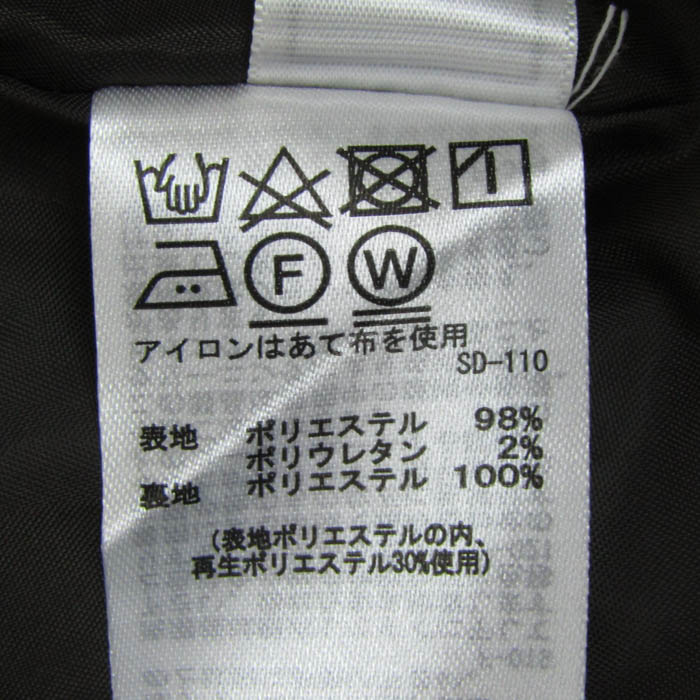 F W
アイロンはあて布を使用
SD-110
表地 ポリエステル 98%
ポリウレタン 2%
裏地 ポリエステル 100%
(表地ポリエステルの内、
再生ポリエステル30%使用)